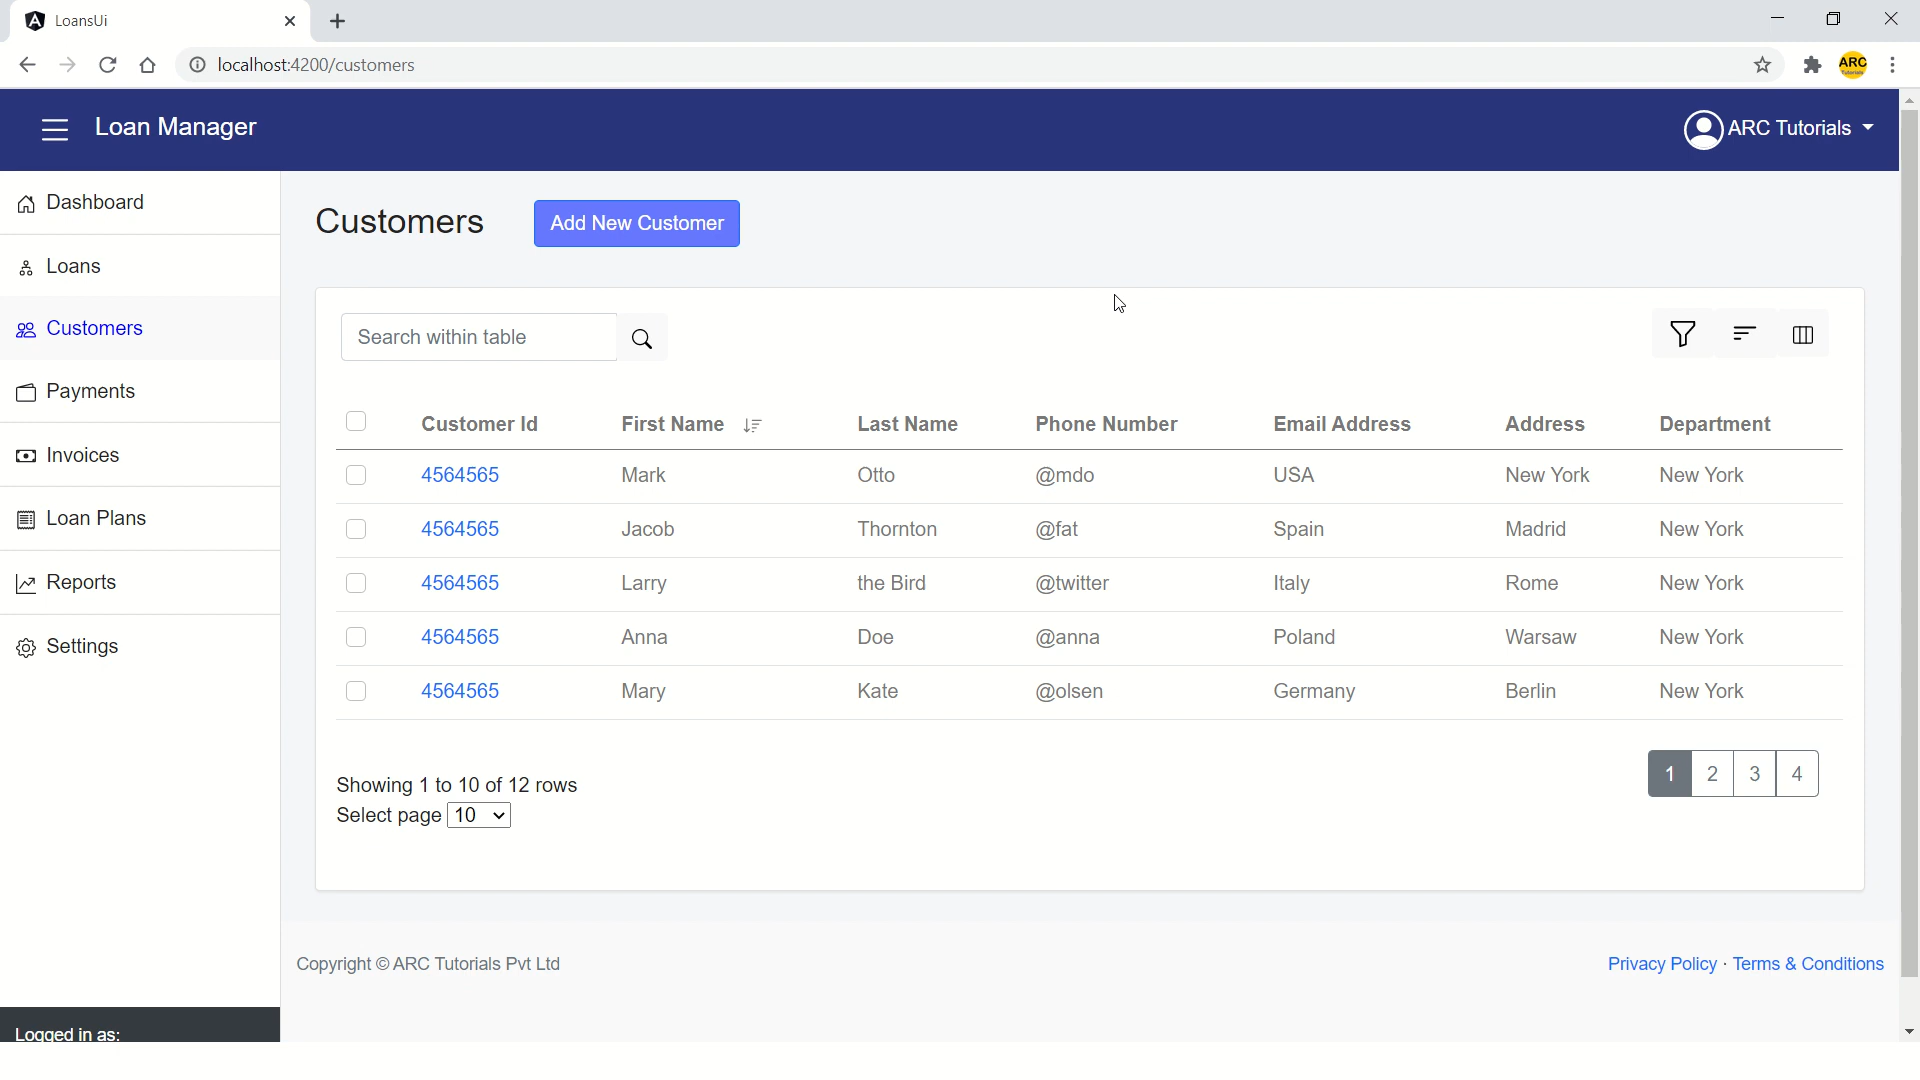 LoansUi
localhost:4200/customers
ARC
Tutorials
Loan Manager
ARC Tutorials
Dashboard
Loans
Customers
Payments
Invoices
Loan Plans
Reports
Settings
Logged in as:
Customers
Add New Customer
Search within table
Customer Id First Name Last Name Phone Number Email Address Address Department
4564565 Mark Otto @mdo USA New York New York
4564565 Jacob Thornton @fat Spain Madrid New York
4564565 Larry the Bird @twitter Italy Rome New York
4564565 Anna Doe @anna Poland Warsaw New York
4564565 Mary Kate @olsen Germany Berlin New York
Showing 1 to 10 of 12 rows
Select page 10
1 2 3 4
Copyright © ARC Tutorials Pvt Ltd
Privacy Policy · Terms & Conditions